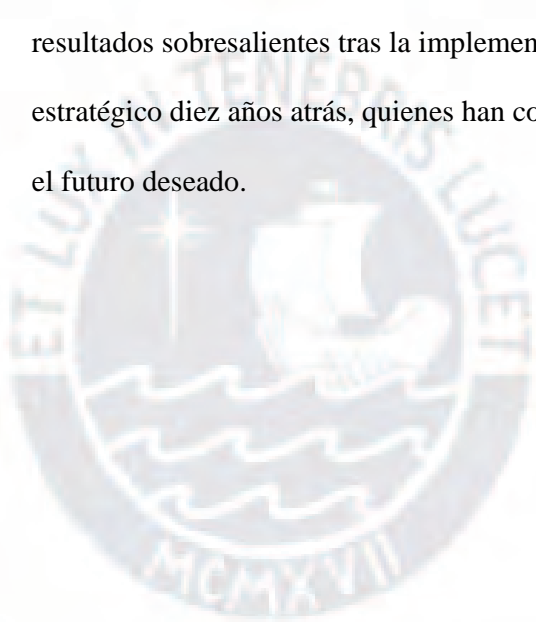 resultados sobresalientes tras la implemen
estratégico diez años atrás, quienes han co
el futuro deseado.
ET LUX IN TENEBRIS LUCET
MCMXVII